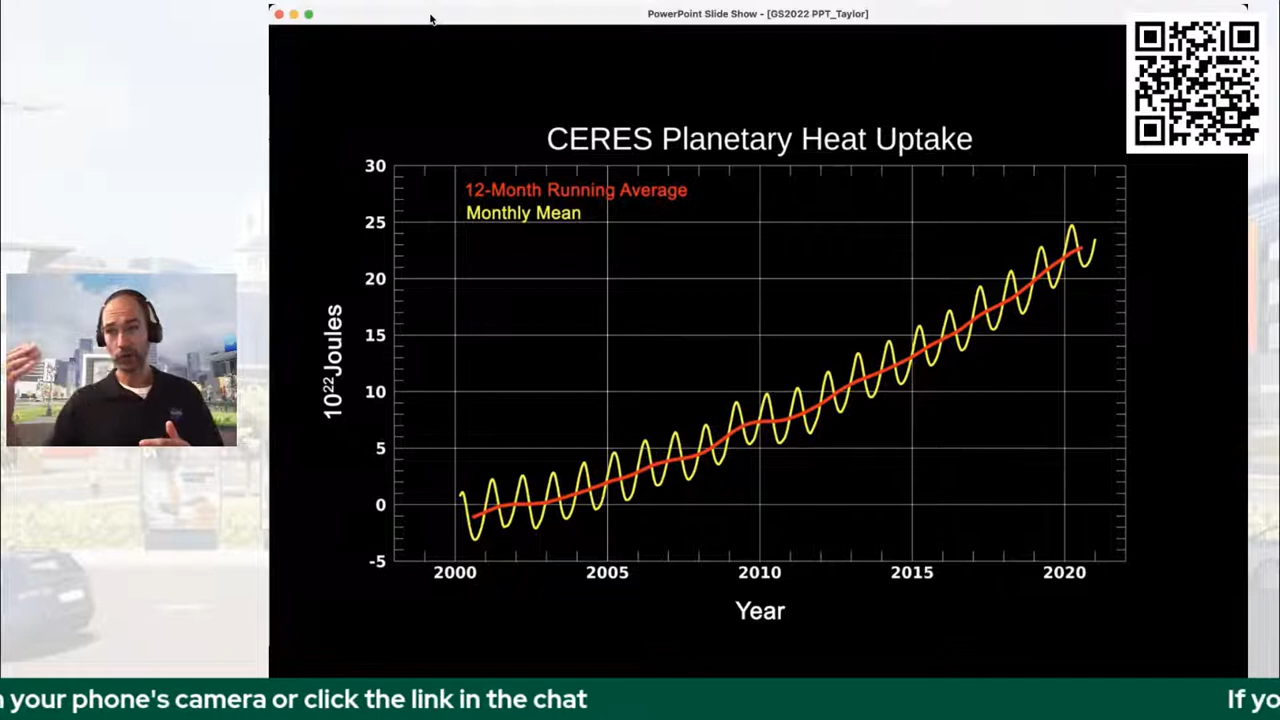 PowerPoint Slide Show - [GS2022 PPT_Taylor]
CERES Planetary Heat Uptake
12-Month Running Average
Monthly Mean
30
25
20
15
10
5
0
-5
10²²Joules
2000 2005 2010 2015 2020
Year
n your phone's camera or click the link in the chat
If yo